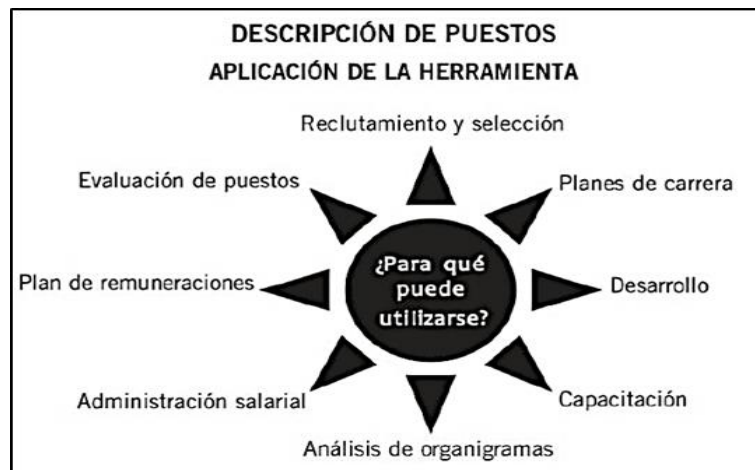 DESCRIPCIÓN DE PUESTOS
APLICACIÓN DE LA HERRAMIENTA
Reclutamiento y selección
Evaluación de puestos
Planes de carrera
¿Para qué
puede
utilizarse?
Plan de remuneraciones
Desarrollo
Administración salarial
Capacitación
Análisis de organigramas